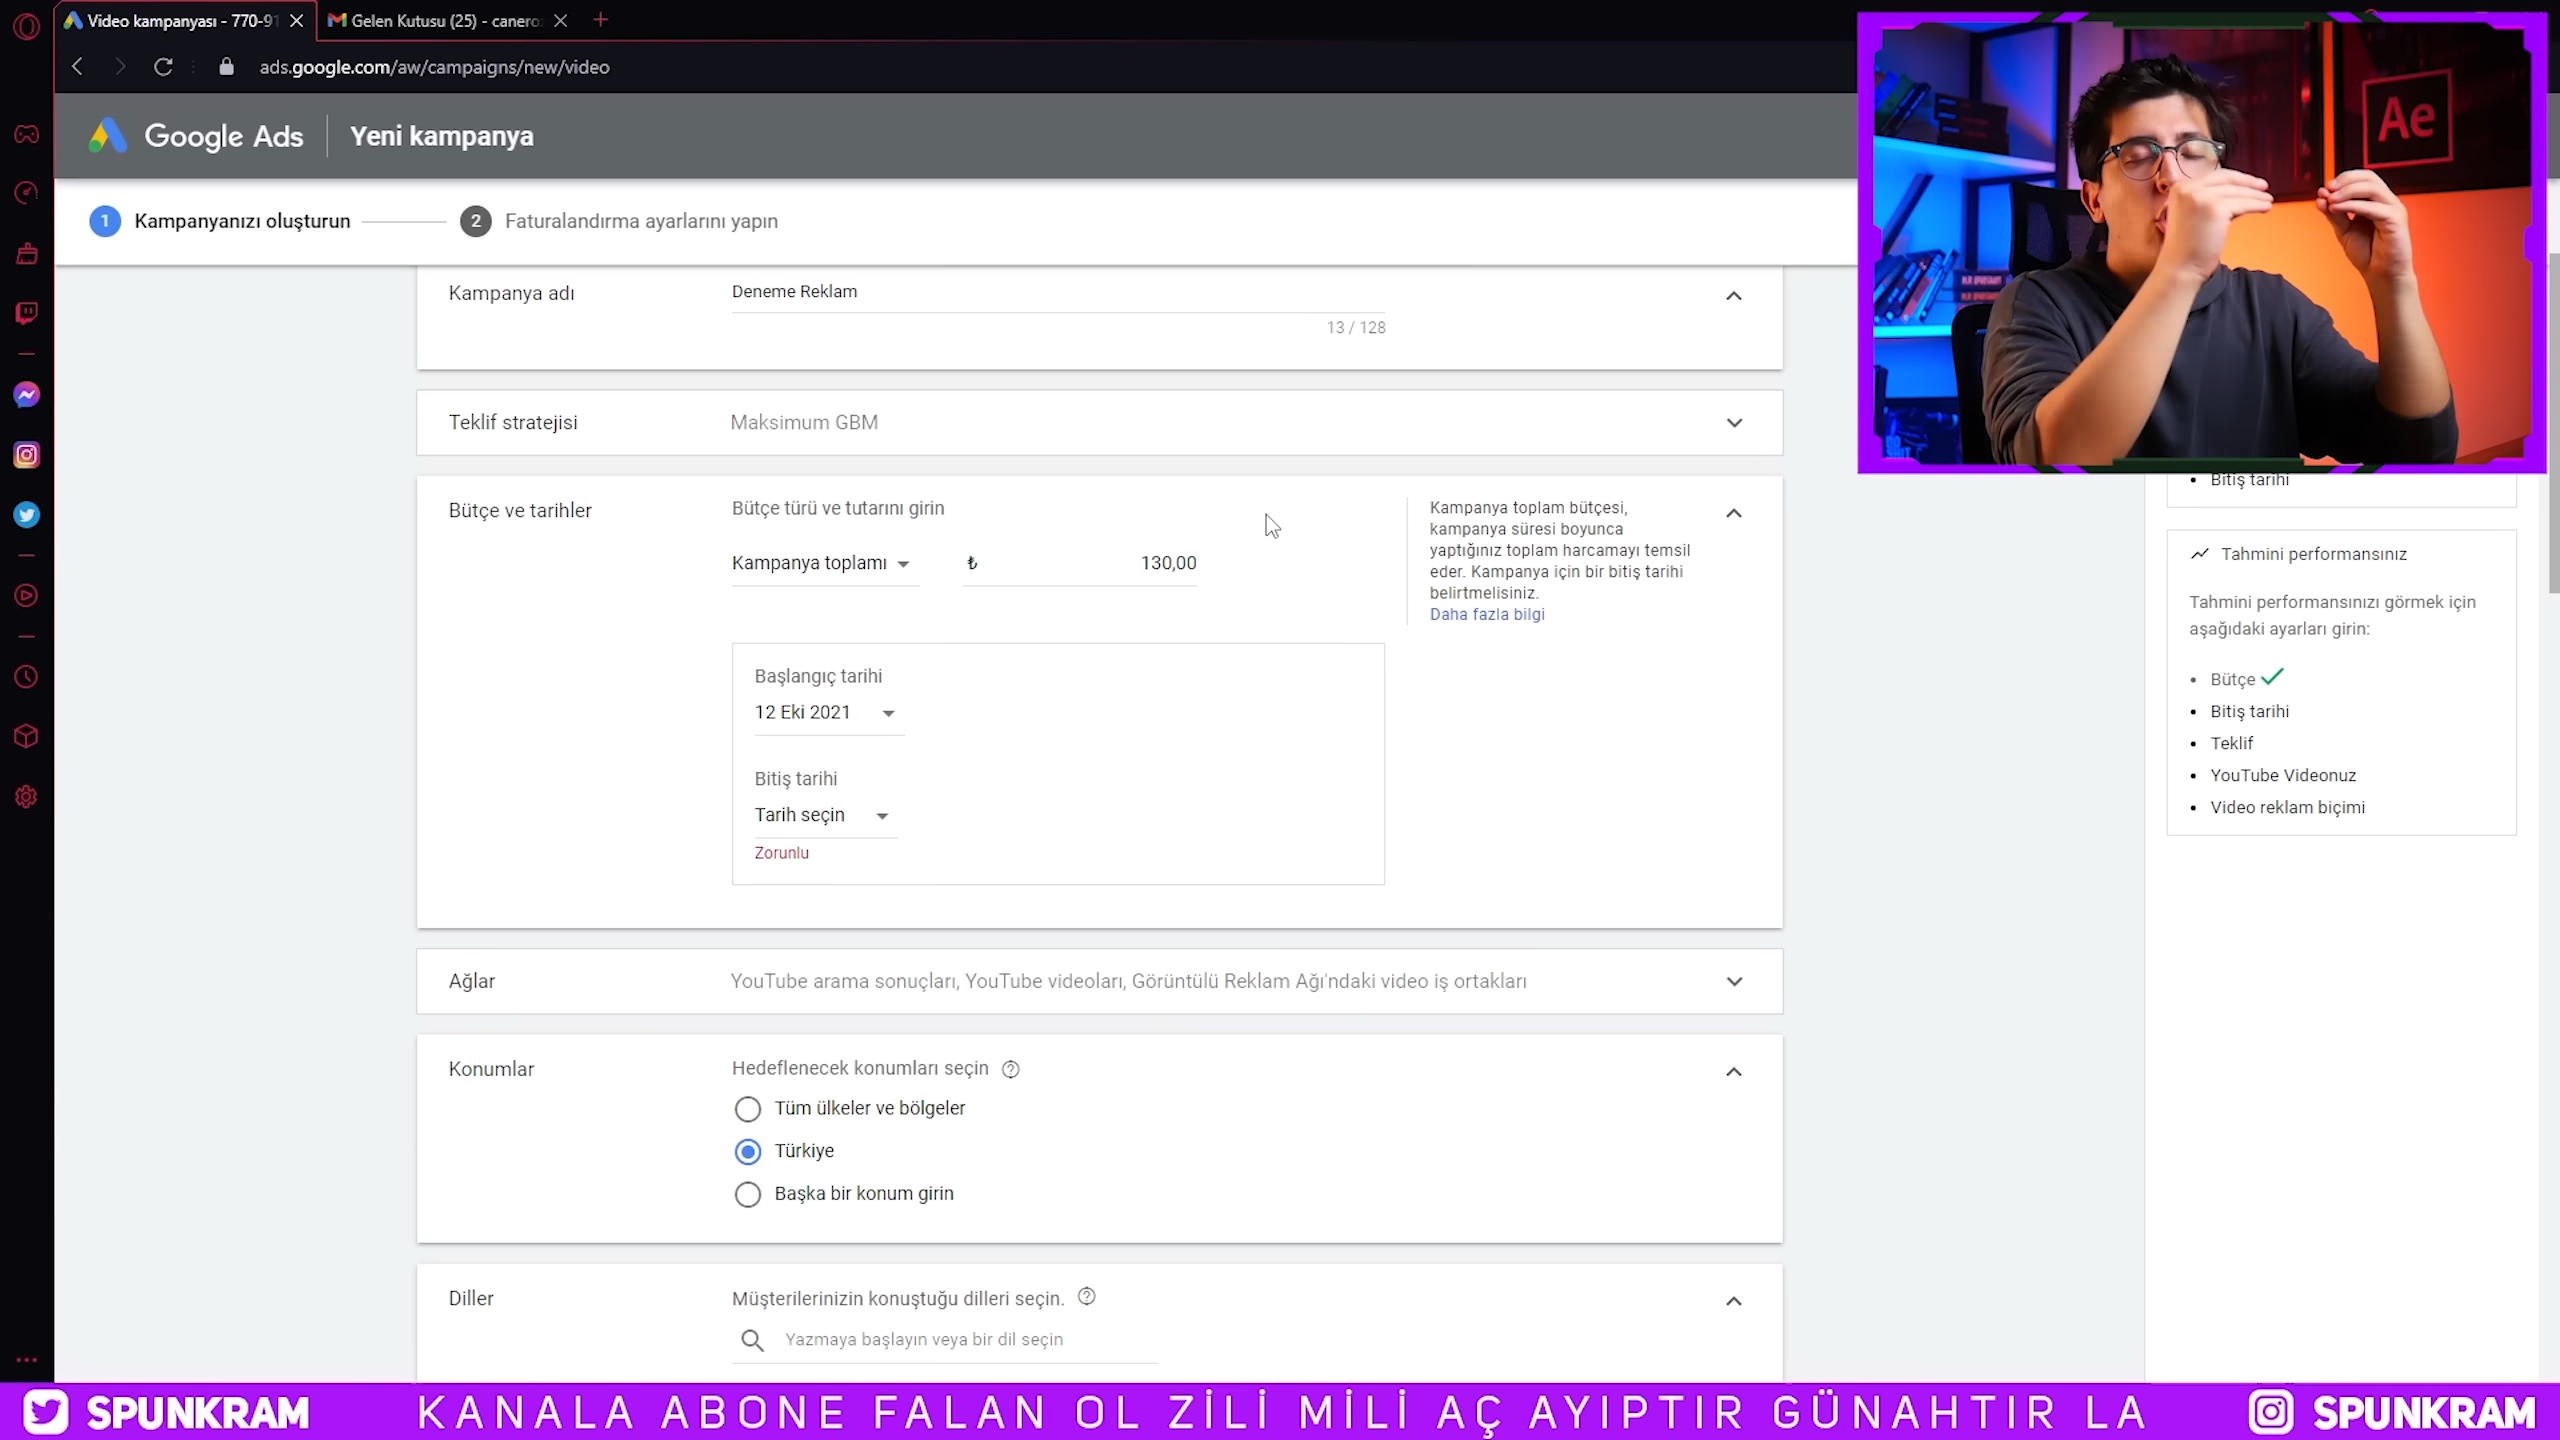 Video kampanyası - 770-91
Gelen Kutusu (25) - canero
ads.google.com/aw/campaigns/new/video
Google Ads
Yeni kampanya
1 Kampanyanızı oluşturun
2 Faturalandırma ayarlarını yapın
Ae
Kampanya adı
Deneme Reklam
13 / 128
Teklif stratejisi
Maksimum GBM
Bütçe ve tarihler
Bütçe türü ve tutarını girin
Kampanya toplamı
₺ 130,00
Kampanya toplam bütçesi,
kampanya süresi boyunca
yaptığınız toplam harcamayı temsil
eder. Kampanya için bir bitiş tarihi
belirtmelisiniz.
Daha fazla bilgi
Başlangıç tarihi
12 Eki 2021
Bitiş tarihi
Tarih seçin
Zorunlu
Ağlar
YouTube arama sonuçları, YouTube videoları, Görüntülü Reklam Ağı'ndaki video iş ortakları
Konumlar
Hedeflenecek konumları seçin
Tüm ülkeler ve bölgeler
Türkiye
Başka bir konum girin
Diller
Müşterilerinizin konuştuğu dilleri seçin.
Yazmaya başlayın veya bir dil seçin
Bitiş tarihi
Tahmini performansınız
Tahmini performansınızı görmek için
aşağıdaki ayarları girin:
Bütçe
Bitiş tarihi
Teklif
YouTube Videonuz
Video reklam biçimi
SPUNKRAM
KANALA ABONE FALAN OL ZİLİ MİLİ AÇ AYIPTIR GÜNAHTIR LA
SPUNKRAM